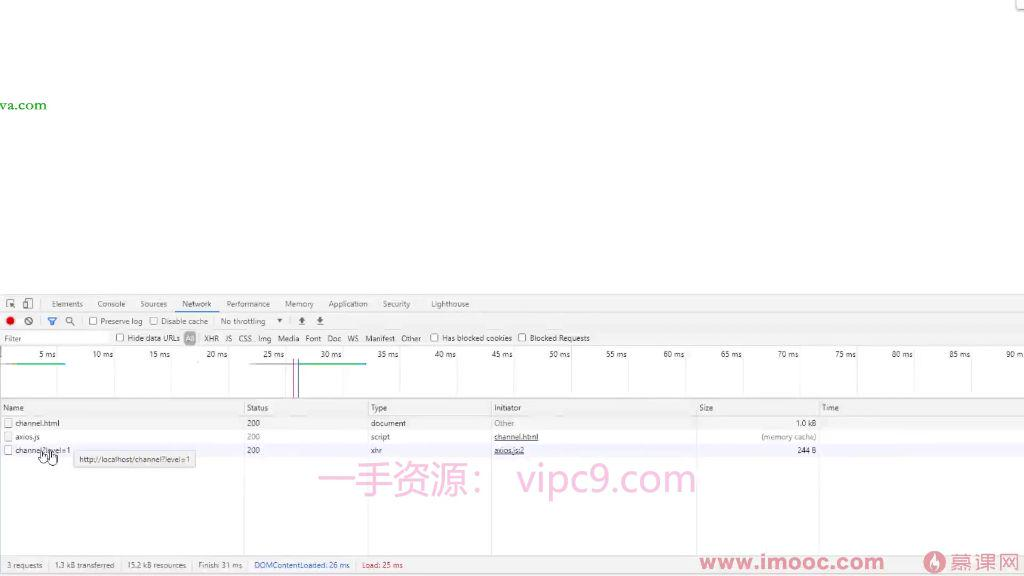 va.com
Elements Console Sources Network Performance Memory Application Security Lighthouse
Preserve log Disable cache No throttling
Filter Hide data URLs All XHR JS CSS Img Media Font Doc WS Manifest Other Has blocked cookies Blocked Requests
5 ms 10 ms 15 ms 20 ms 25 ms 30 ms 35 ms 40 ms 45 ms 50 ms 55 ms 60 ms 65 ms 70 ms 75 ms 80 ms 85 ms 90 m
Name Status Type Initiator Size Time
channel.html 200 document Other 1.0 kB
axios.js 200 script channel.html (memory cache)
channel?level=1 200 xhr axios.js:2 244 B
http://localhost/channel?level=1
一手资源: vipc9.com
3 requests 1.3 kB transferred 15.2 kB resources Finish: 31 ms DOMContentLoaded: 26 ms Load: 25 ms
www.imooc.com 慕课网